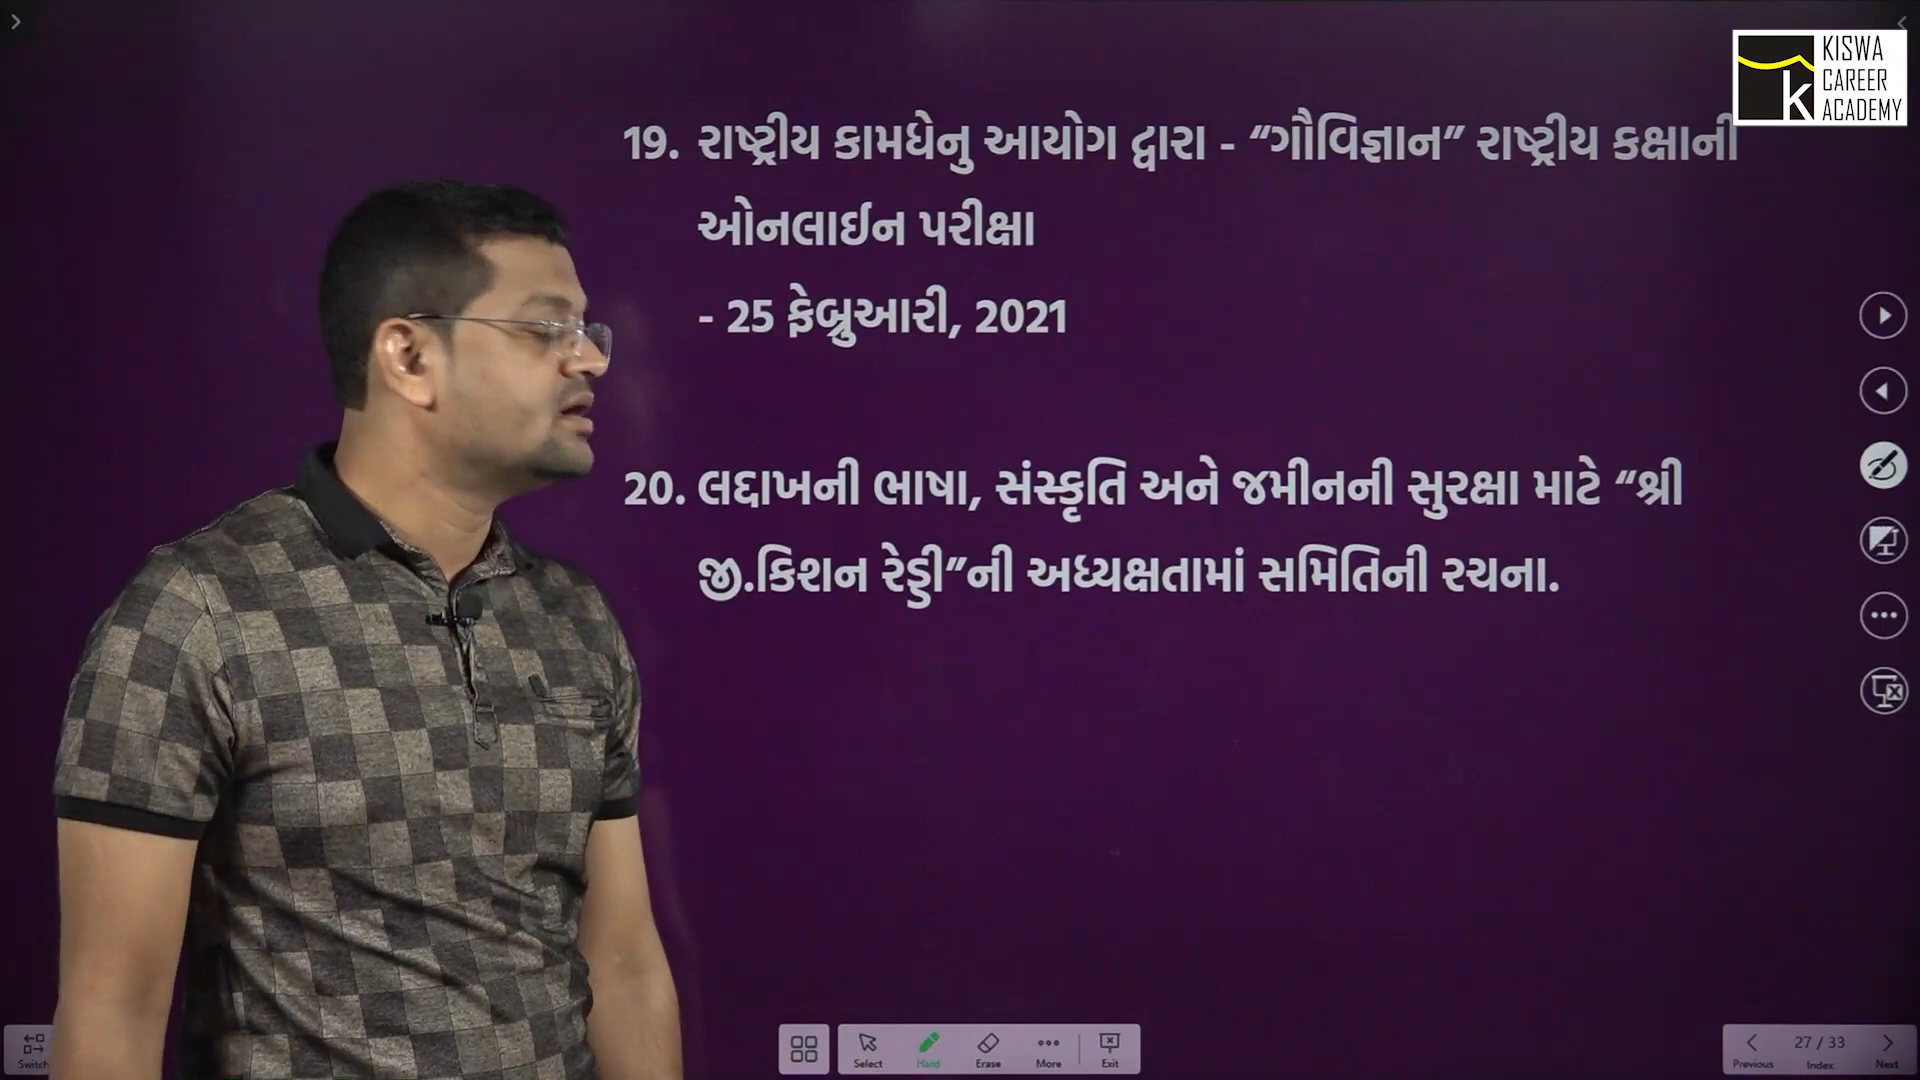 KISWA
CAREER
ACADEMY
k
19. રાષ્ટ્રીય કામધેનુ આયોગ દ્વારા - “ગૌવિજ્ઞાન” રાષ્ટ્રીય કક્ષાની
ઓનલાઈન પરીક્ષા
- 25 ફેબ્રુઆરી, 2021
20. લદ્દાખની ભાષા, સંસ્કૃતિ અને જમીનની સુરક્ષા માટે “શ્રી
જી.કિશન રેડ્ડી”ની અધ્યક્ષતામાં સમિતિની રચના.
Switch
Select
Hard
Erase
More
Exit
27 / 33
Previous
Index
Next